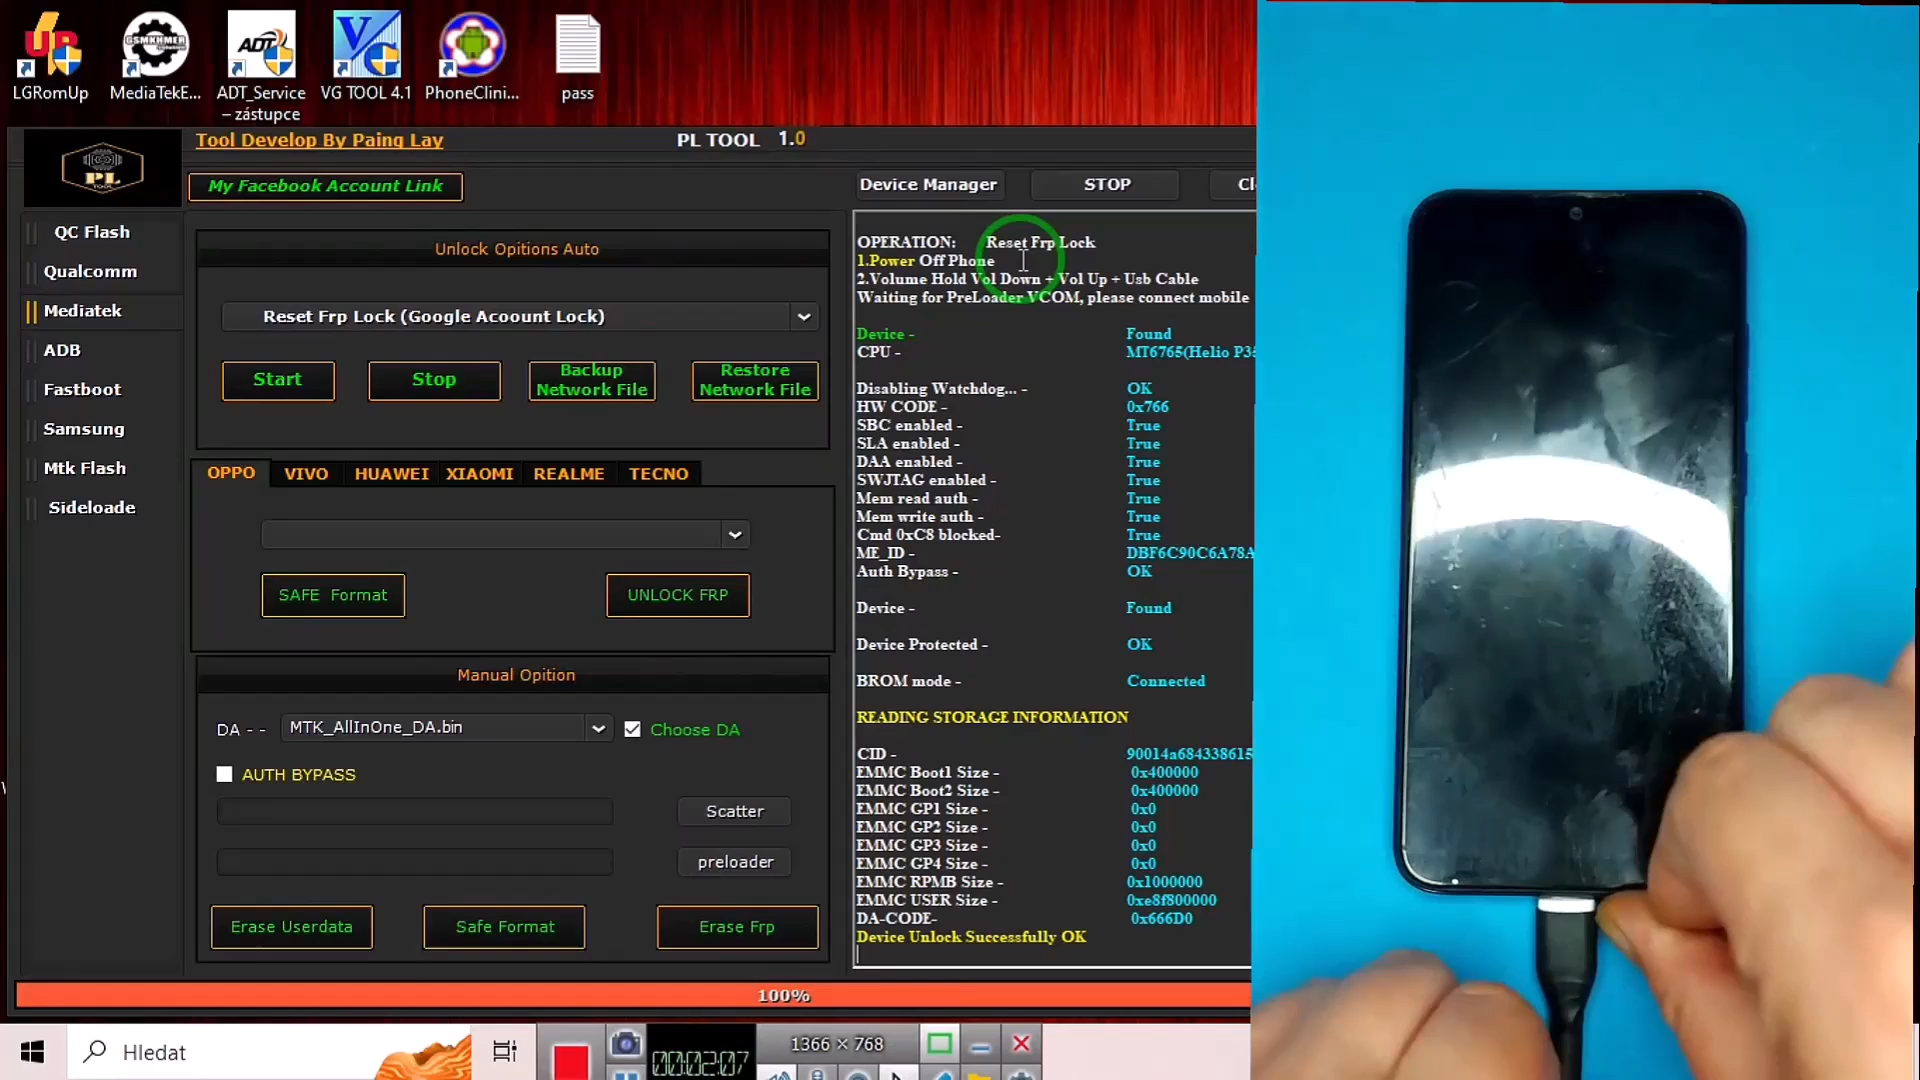 LGRomUp
MediaTekE...
ADT_Service
– zástupce
VG TOOL 4.1
PhoneClini...
pass
GSMKHMER
ADT
VG
PL
Tool Develop By Paing Lay
PL TOOL 1.0
My Facebook Account Link
Device Manager
STOP
Cl
QC Flash
Qualcomm
Mediatek
ADB
Fastboot
Samsung
Mtk Flash
Sideloade
Unlock Opitions Auto
Reset Frp Lock (Google Acoount Lock)
Start
Stop
Backup
Network File
Restore
Network File
OPPO VIVO HUAWEI XIAOMI REALME TECNO
SAFE Format
UNLOCK FRP
Manual Opition
DA - - MTK_AllInOne_DA.bin Choose DA
AUTH BYPASS
Scatter
preloader
Erase Userdata
Safe Format
Erase Frp
OPERATION: Reset Frp Lock
1.Power Off Phone
2.Volume Hold Vol Down + Vol Up + Usb Cable
Waiting for PreLoader VCOM, please connect mobile
Device - Found
CPU - MT6765(Helio P35
Disabling Watchdog... - OK
HW CODE - 0x766
SBC enabled - True
SLA enabled - True
DAA enabled - True
SWJTAG enabled - True
Mem read auth - True
Mem write auth - True
Cmd 0xC8 blocked- True
ME_ID - DBF6C90C6A78A
Auth Bypass - OK
Device - Found
Device Protected - OK
BROM mode - Connected
READING STORAGE INFORMATION
CID - 90014a684338615
EMMC Boot1 Size - 0x400000
EMMC Boot2 Size - 0x400000
EMMC GP1 Size - 0x0
EMMC GP2 Size - 0x0
EMMC GP3 Size - 0x0
EMMC GP4 Size - 0x0
EMMC RPMB Size - 0x1000000
EMMC USER Size - 0xe8f800000
DA-CODE- 0x666D0
Device Unlock Successfully OK
100%
Hledat
00:02:07
1366 × 768